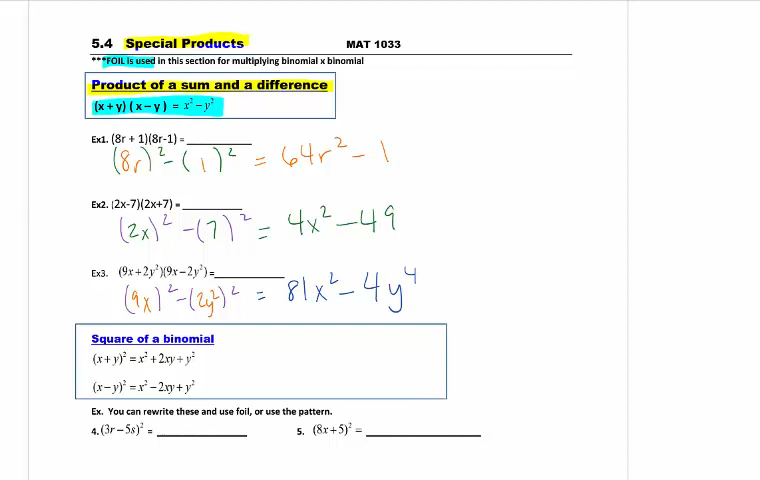 5.4 Special Products MAT 1033
***FOIL is used in this section for multiplying binomial x binomial
Product of a sum and a difference
(x + y) ( x – y ) = x² – y²
Ex1. (8r + 1)(8r-1) = ___________
(8r)² - (1)² = 64r² - 1
Ex2. (2x-7)(2x+7) = __________
(2x)² - (7)² = 4x² - 49
Ex3. (9x + 2y²)(9x – 2y²) = ____________
(9x)² - (2y²)² = 81x² - 4y⁴
Square of a binomial
(x + y)² = x² + 2xy + y²
(x – y)² = x² – 2xy + y²
Ex. You can rewrite these and use foil, or use the pattern.
4. (3r – 5s)² = _______________ 5. (8x + 5)² = ___________________